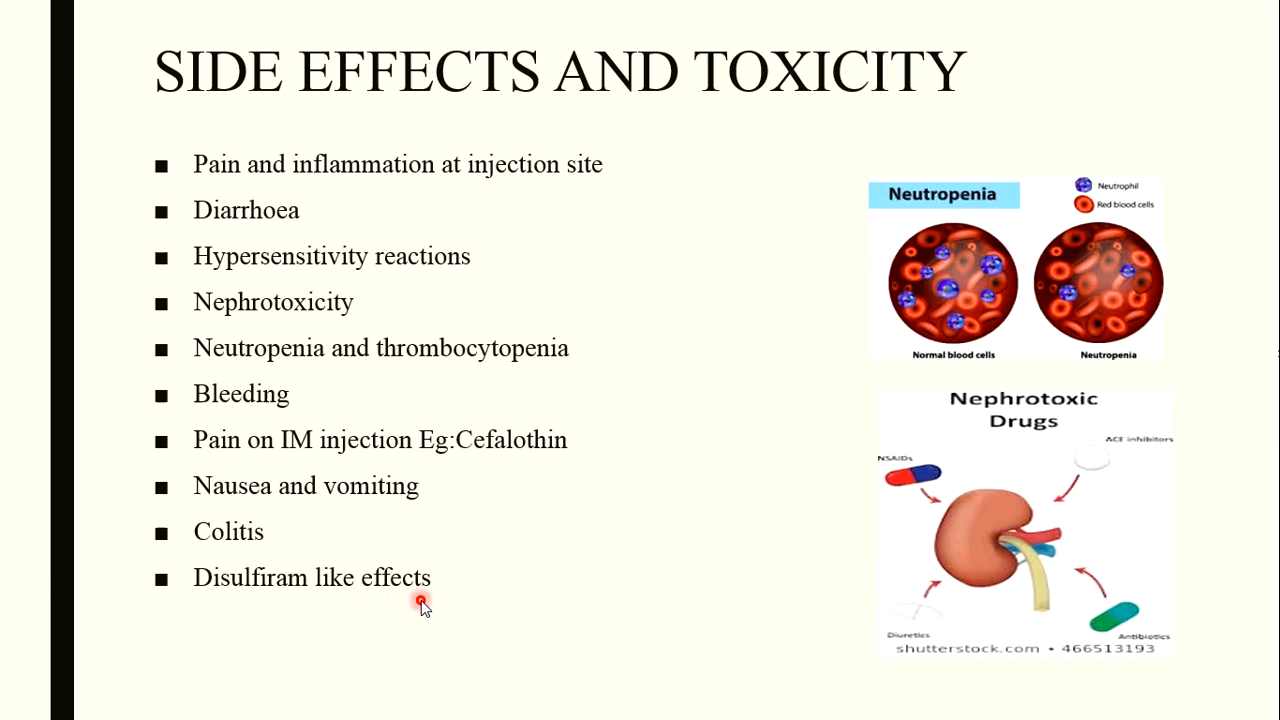 SIDE EFFECTS AND TOXICITY
■ Pain and inflammation at injection site
■ Diarrhoea
■ Hypersensitivity reactions
■ Nephrotoxicity
■ Neutropenia and thrombocytopenia
■ Bleeding
■ Pain on IM injection Eg:Cefalothin
■ Nausea and vomiting
■ Colitis
■ Disulfiram like effects
Neutropenia
Neutrophil
Red blood cells
Normal blood cells
Neutropenia
Nephrotoxic
Drugs
ACE inhibitors
NSAIDs
Diuretics
Antibiotics
shutterstock.com • 466513193